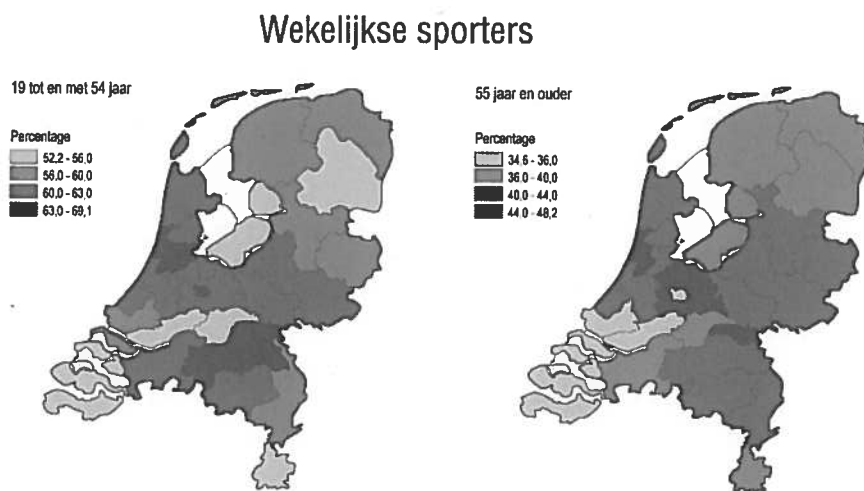 Wekelijkse sporters
19 tot en met 54 jaar
Percentage
52,2 - 56,0
56,0 - 60,0
60,0 - 63,0
63,0 - 69,1
55 jaar en ouder
Percentage
34,6 - 36,0
36,0 - 40,0
40,0 - 44,0
44,0 - 48,2